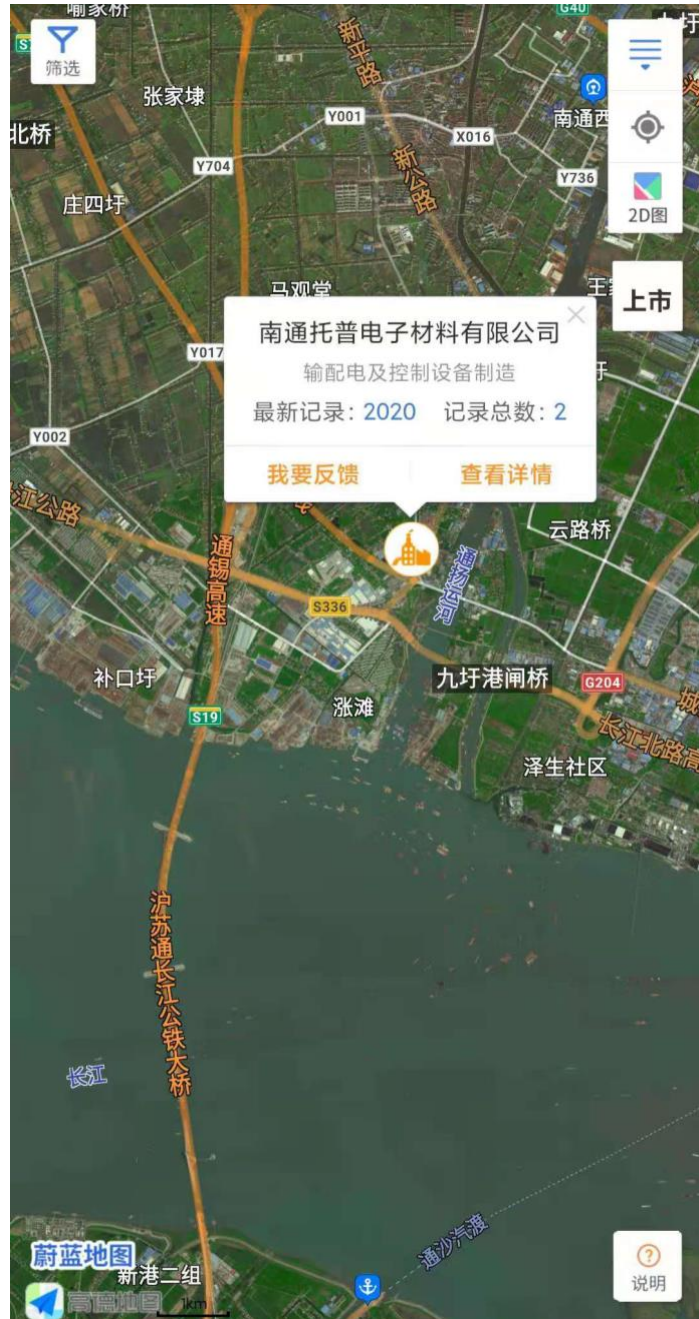 喻家桥
G40
筛选
新平路
张家埭
Y001
X016
南通西
北桥
Y704
新公路
Y736
2D图
庄四圩
马观堂
上市
Y017
南通托普电子材料有限公司
输配电及控制设备制造
最新记录：2020 记录总数：2
我要反馈 查看详情
Y002
江公路
通锡高速
云路桥
S336
通扬运河
补口圩
九圩港闸桥
G204
涨滩
S19
长江北路高
泽生社区
沪苏通长江公铁大桥
长江
通沙汽渡
蔚蓝地图
新港二组
高德地图
1km
说明